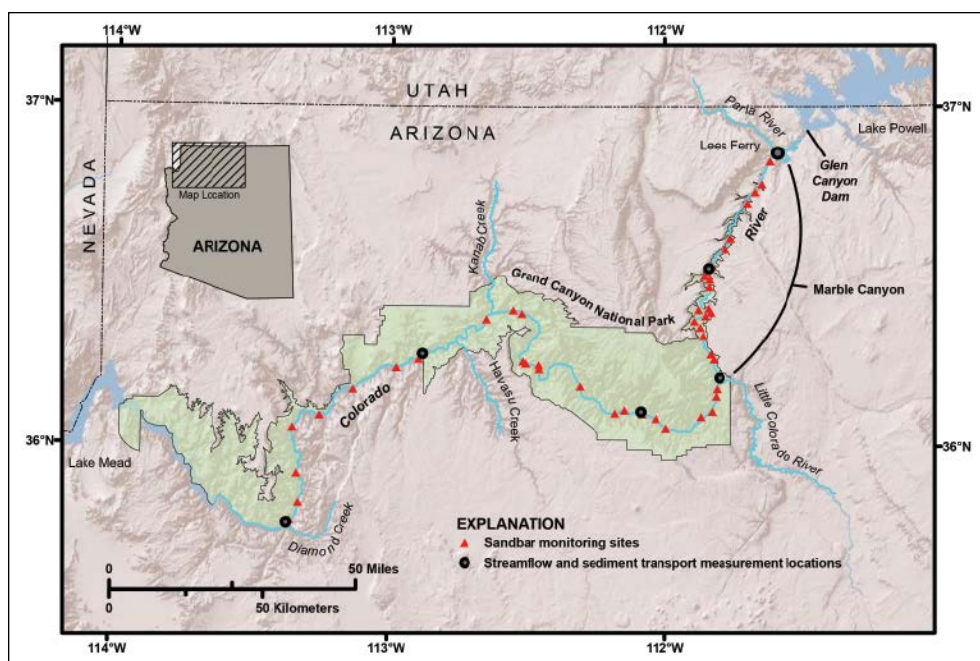 114°W
113°W
112°W
37°N
37°N
UTAH
ARIZONA
NEVADA
Paria River
Lees Ferry
Lake Powell
Glen
Canyon
Dam
Map Location
ARIZONA
Kanab Creek
River
Grand Canyon
National Park
Marble Canyon
Colorado
Havasu Creek
Little Colorado River
36°N
36°N
Lake Mead
Diamond Creek
EXPLANATION
Sandbar monitoring sites
Streamflow and sediment transport measurement locations
0 50 Miles
0 50 Kilometers
114°W
113°W
112°W